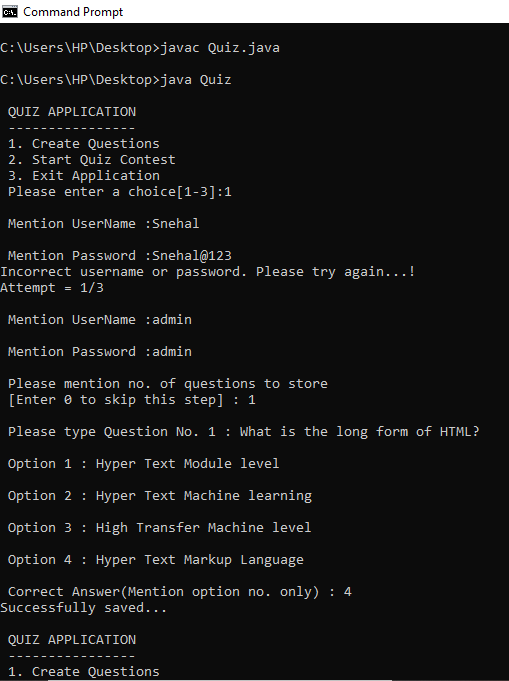 Command Prompt
C:\Users\HP\Desktop>javac Quiz.java
C:\Users\HP\Desktop>java Quiz
QUIZ APPLICATION
----------------
1. Create Questions
2. Start Quiz Contest
3. Exit Application
Please enter a choice[1-3]:1
Mention UserName :Snehal
Mention Password :Snehal@123
Incorrect username or password. Please try again...!
Attempt = 1/3
Mention UserName :admin
Mention Password :admin
Please mention no. of questions to store
[Enter 0 to skip this step] : 1
Please type Question No. 1 : What is the long form of HTML?
Option 1 : Hyper Text Module level
Option 2 : Hyper Text Machine learning
Option 3 : High Transfer Machine level
Option 4 : Hyper Text Markup Language
Correct Answer(Mention option no. only) : 4
Successfully saved...
QUIZ APPLICATION
----------------
1. Create Questions